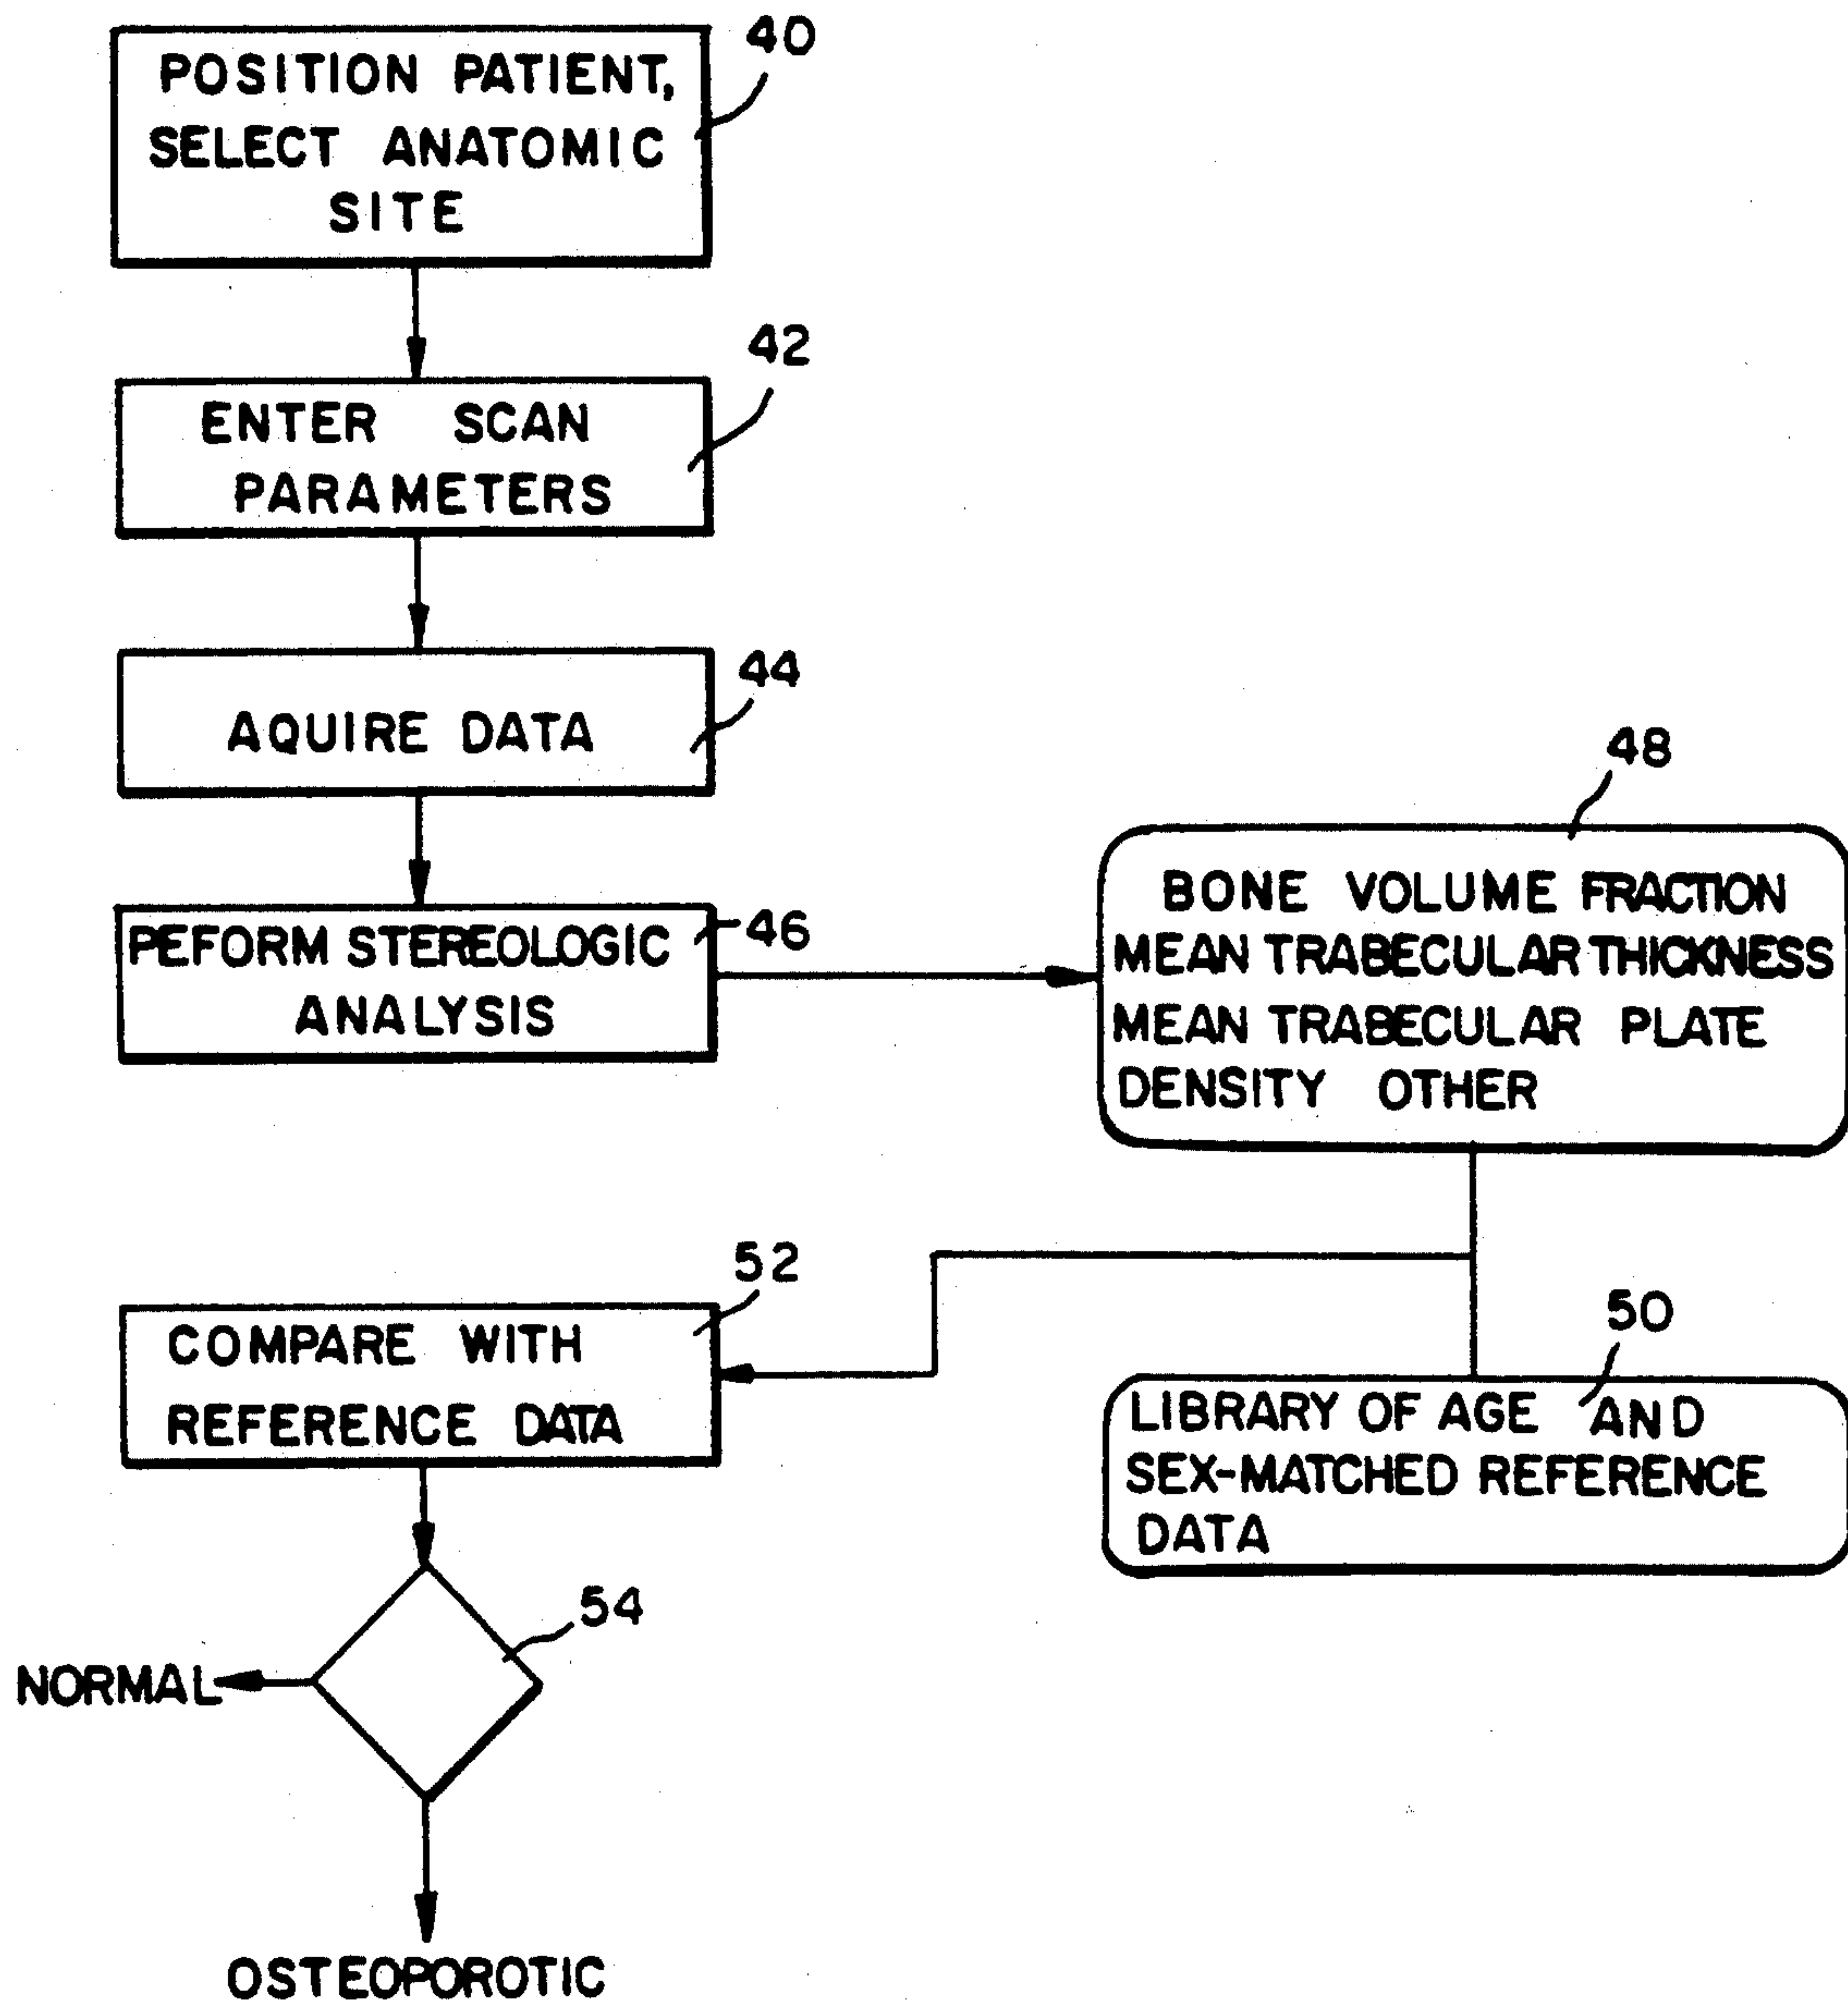 40
POSITION PATIENT,
SELECT ANATOMIC
SITE
42
ENTER SCAN
PARAMETERS
44
AQUIRE DATA
46
PEFORM STEREOLOGIC
ANALYSIS
48
BONE VOLUME FRACTION
MEAN TRABECULAR THICKNESS
MEAN TRABECULAR PLATE
DENSITY OTHER
50
LIBRARY OF AGE AND
SEX-MATCHED REFERENCE
DATA
52
COMPARE WITH
REFERENCE DATA
54
NORMAL
OSTEOPOROTIC